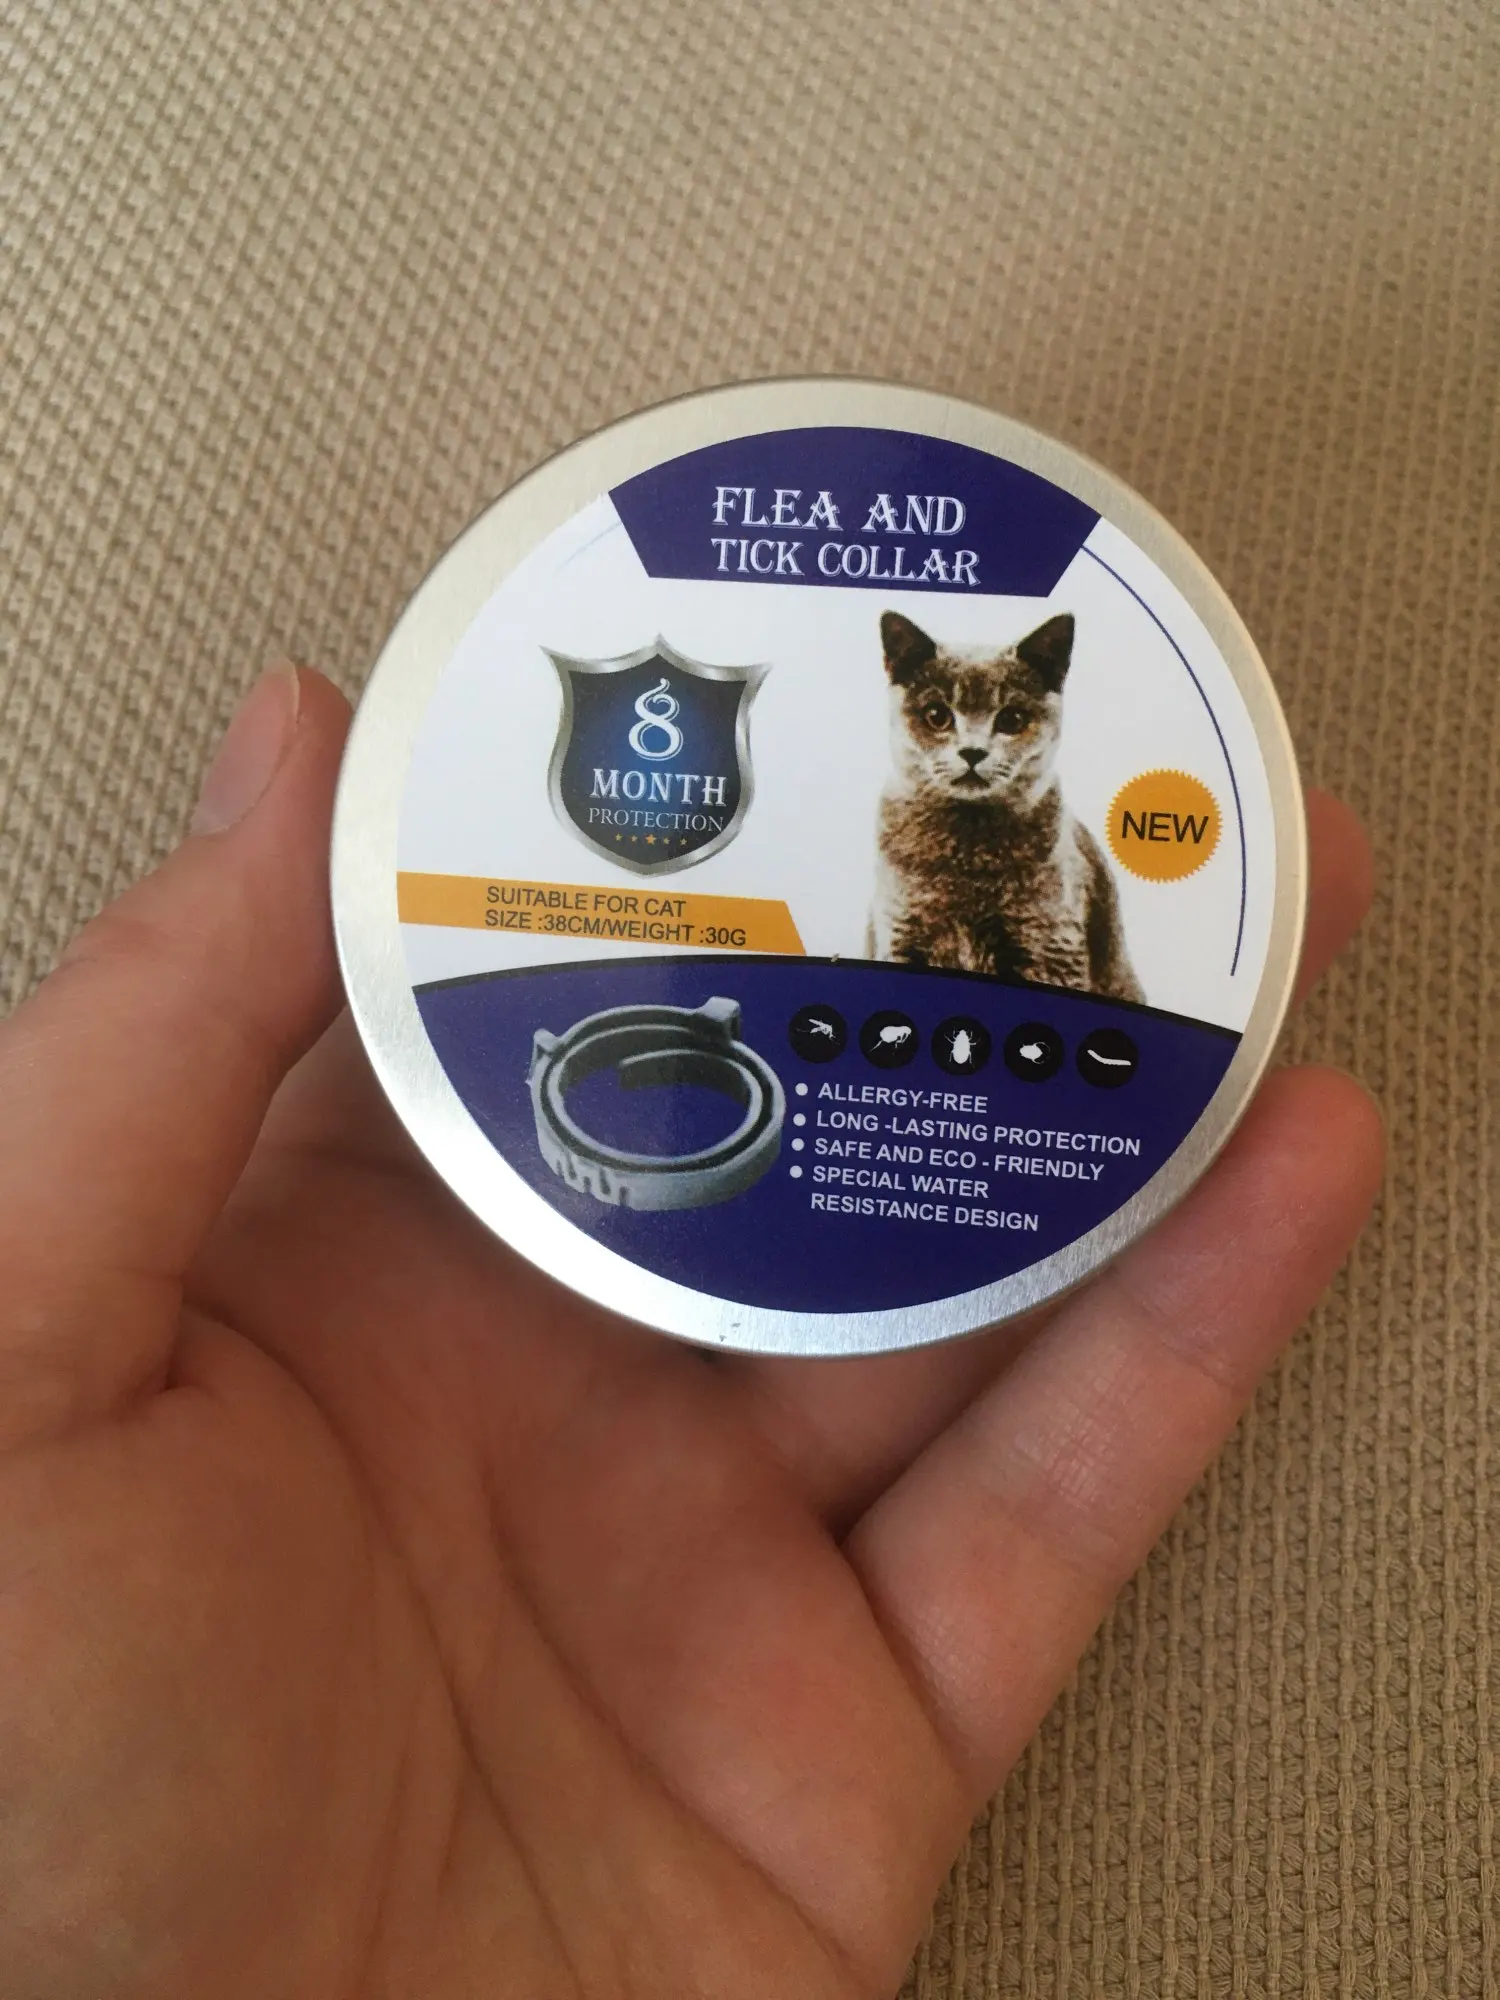 FLEA AND
TICK COLLAR
8
MONTH
PROTECTION
NEW
SUITABLE FOR CAT
SIZE :38CM/WEIGHT :30G
ALLERGY-FREE
LONG -LASTING PROTECTION
SAFE AND ECO - FRIENDLY
SPECIAL WATER
RESISTANCE DESIGN